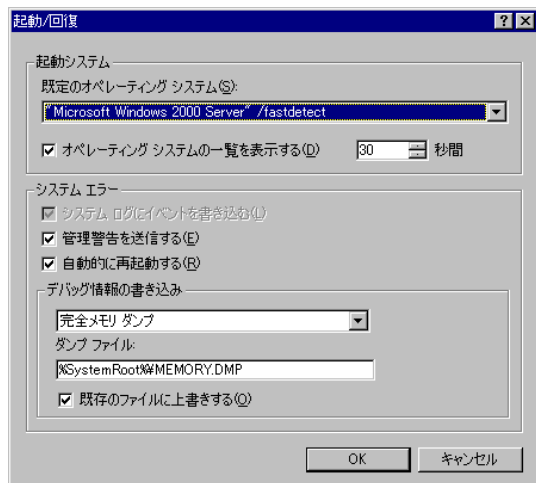 起動/回復
起動システム
既定のオペレーティング システム(S):
"Microsoft Windows 2000 Server" /fastdetect
オペレーティング システムの一覧を表示する(D) 30 秒間
システム エラー
システム ログにイベントを書き込む(L)
管理警告を送信する(E)
自動的に再起動する(R)
デバッグ情報の書き込み
完全メモリ ダンプ
ダンプ ファイル:
%SystemRoot%¥MEMORY.DMP
既存のファイルに上書きする(O)
OK キャンセル